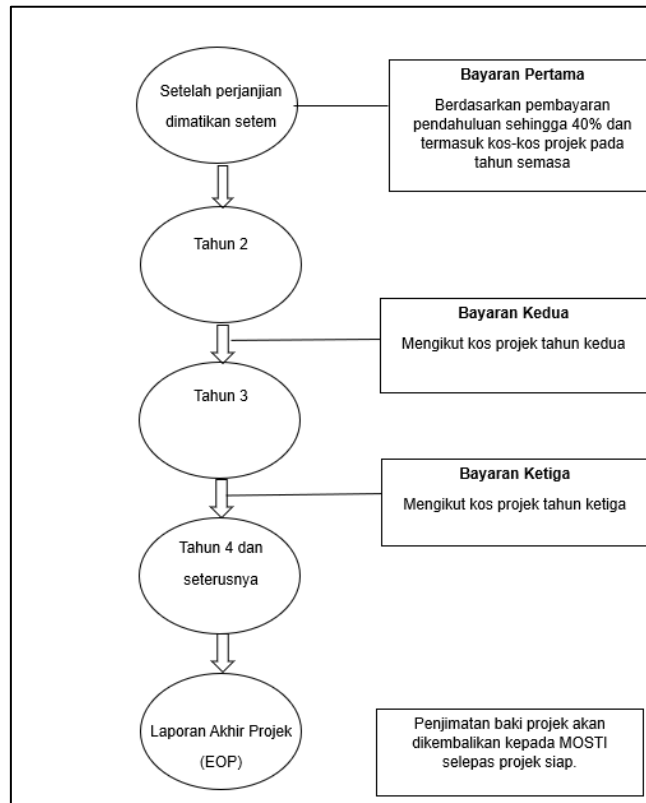 Setelah perjanjian
dimatikan setem
Bayaran Pertama
Berdasarkan pembayaran
pendahuluan sehingga 40% dan
termasuk kos-kos projek pada
tahun semasa
Tahun 2
Bayaran Kedua
Mengikut kos projek tahun kedua
Tahun 3
Bayaran Ketiga
Mengikut kos projek tahun ketiga
Tahun 4 dan
seterusnya
Laporan Akhir Projek
(EOP)
Penjimatan baki projek akan
dikembalikan kepada MOSTI
selepas projek siap.